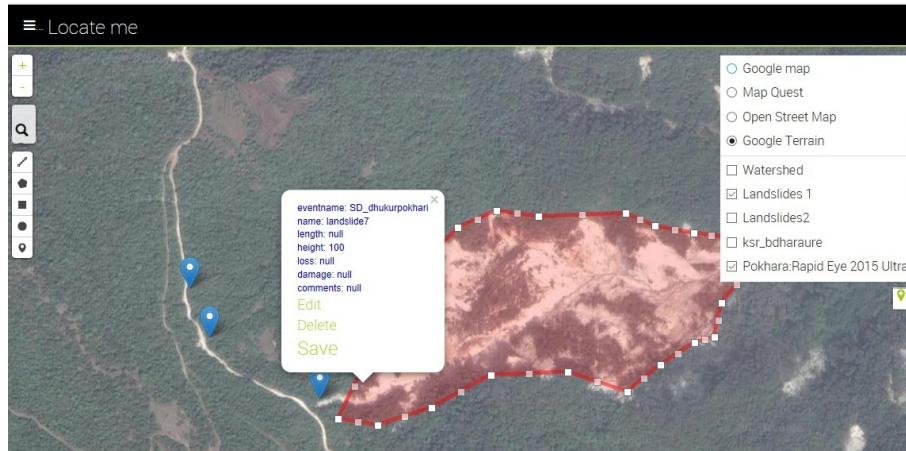 Locate me
+
-
Google map
Map Quest
Open Street Map
Google Terrain
Watershed
Landslides 1
Landslides2
ksr_bdharaure
Pokhara:Rapid Eye 2015 Ultra
eventname: SD_dhukurpokhari
name: landslide7
length: null
height: 100
loss: null
damage: null
comments: null
Edit
Delete
Save